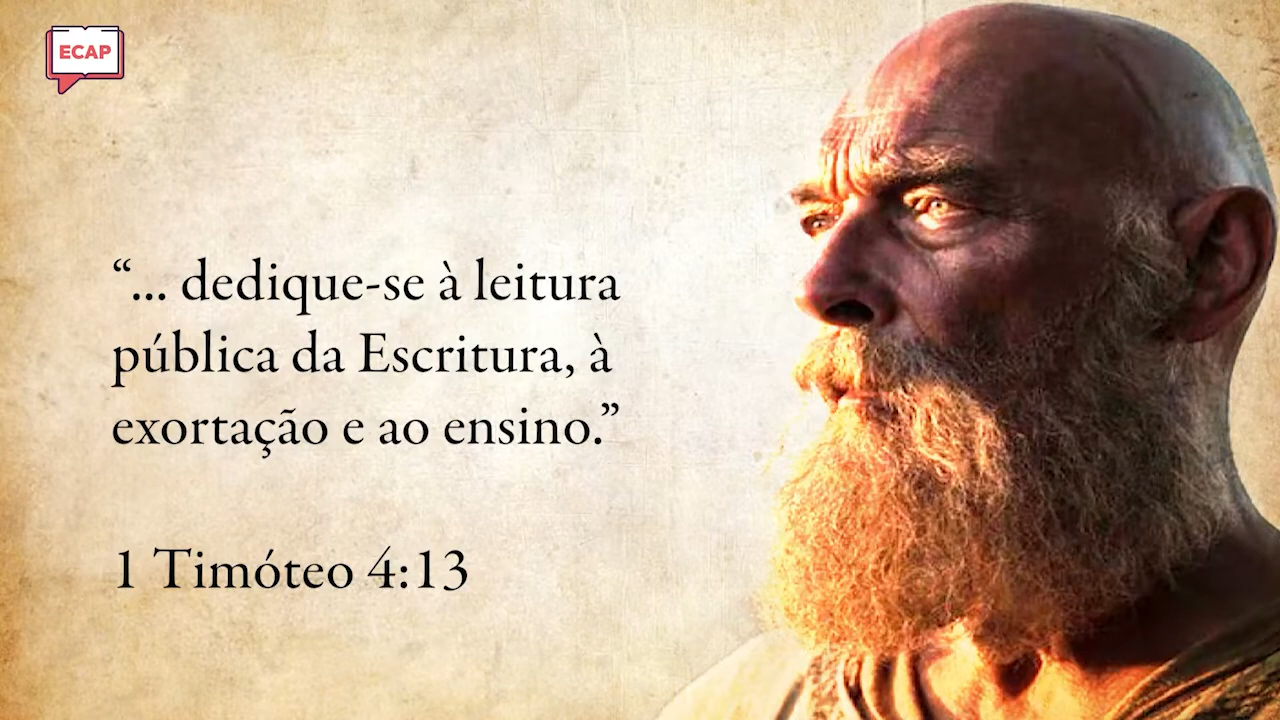 ECAP
“... dedique-se à leitura
pública da Escritura, à
exortação e ao ensino.”
1 Timóteo 4:13